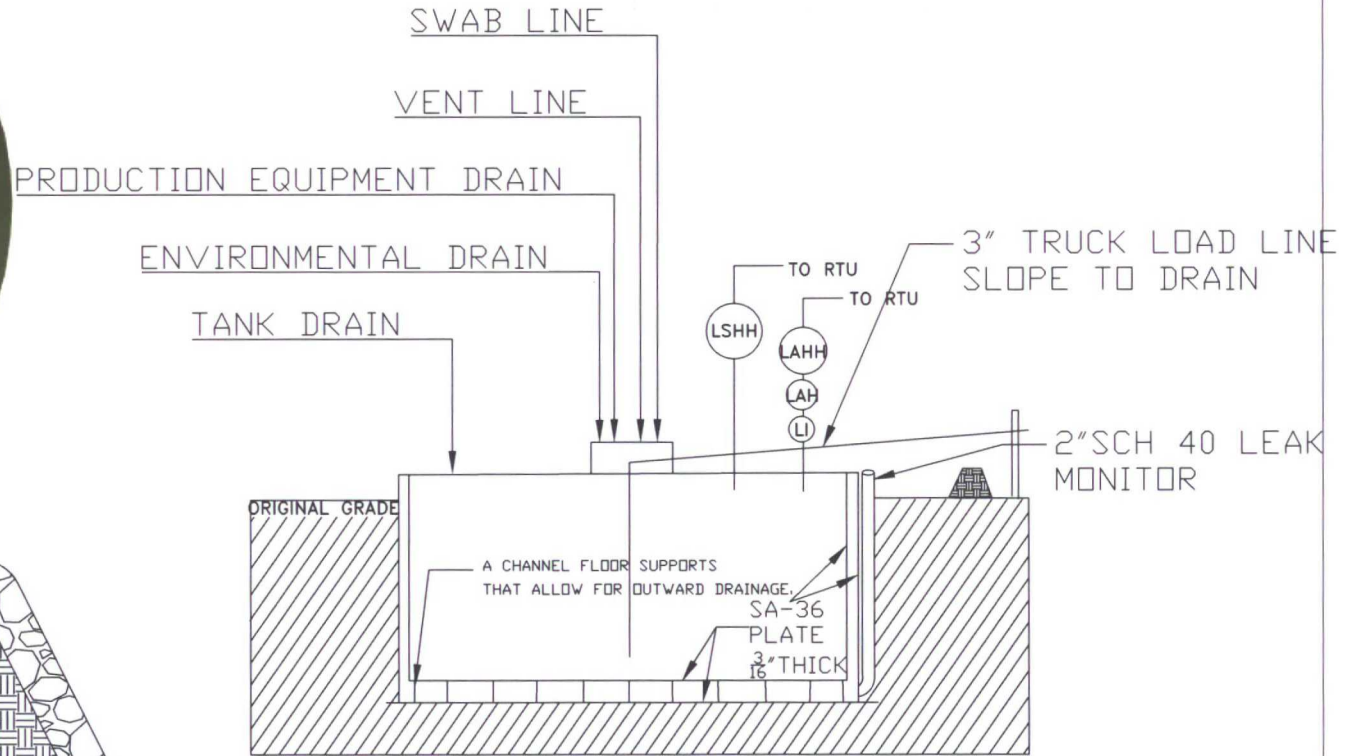 SWAB LINE
VENT LINE
PRODUCTION EQUIPMENT DRAIN
ENVIRONMENTAL DRAIN
TANK DRAIN
TO RTU
TO RTU
3" TRUCK LOAD LINE
SLOPE TO DRAIN
LSHH
LAHH
LAH
LI
2"SCH 40 LEAK
MONITOR
ORIGINAL GRADE
A CHANNEL FLOOR SUPPORTS
THAT ALLOW FOR OUTWARD DRAINAGE.
SA-36
PLATE
3/16"THICK